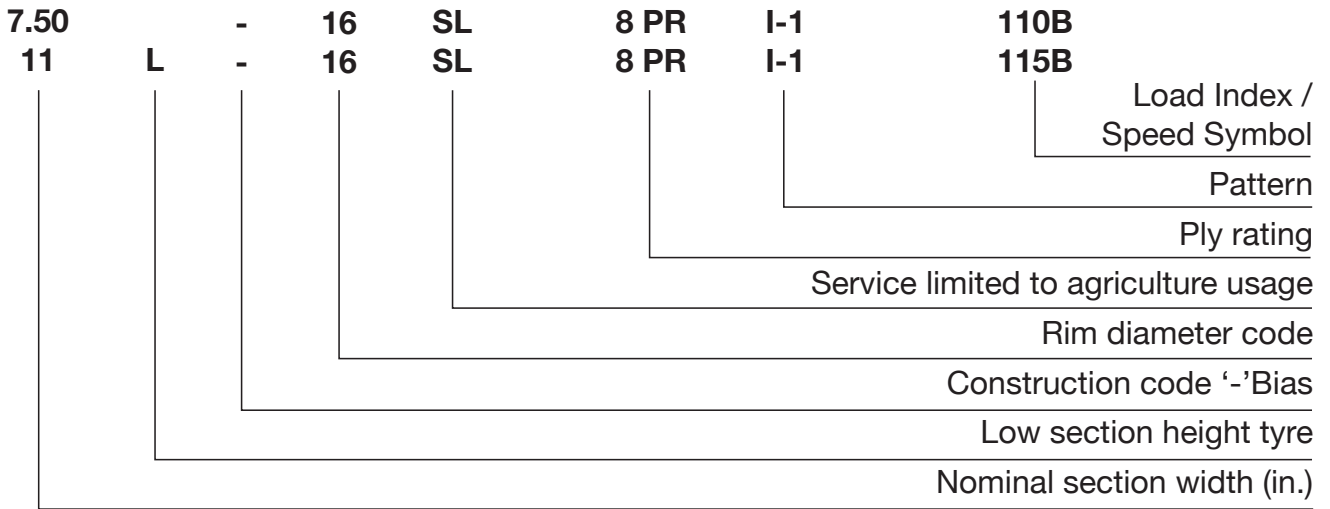 7.50 - 16 SL 8 PR I-1 110B
11 L - 16 SL 8 PR I-1 115B
Load Index /
Speed Symbol
Pattern
Ply rating
Service limited to agriculture usage
Rim diameter code
Construction code ‘-’Bias
Low section height tyre
Nominal section width (in.)